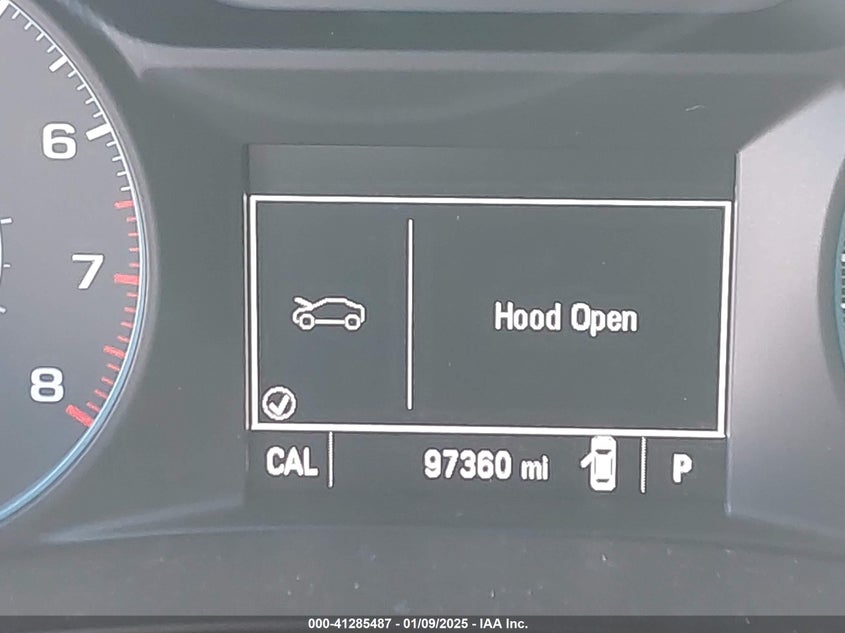 6
7
8
Hood Open
CAL 97360 mi P
000-41285487 - 01/09/2025 - IAA Inc.